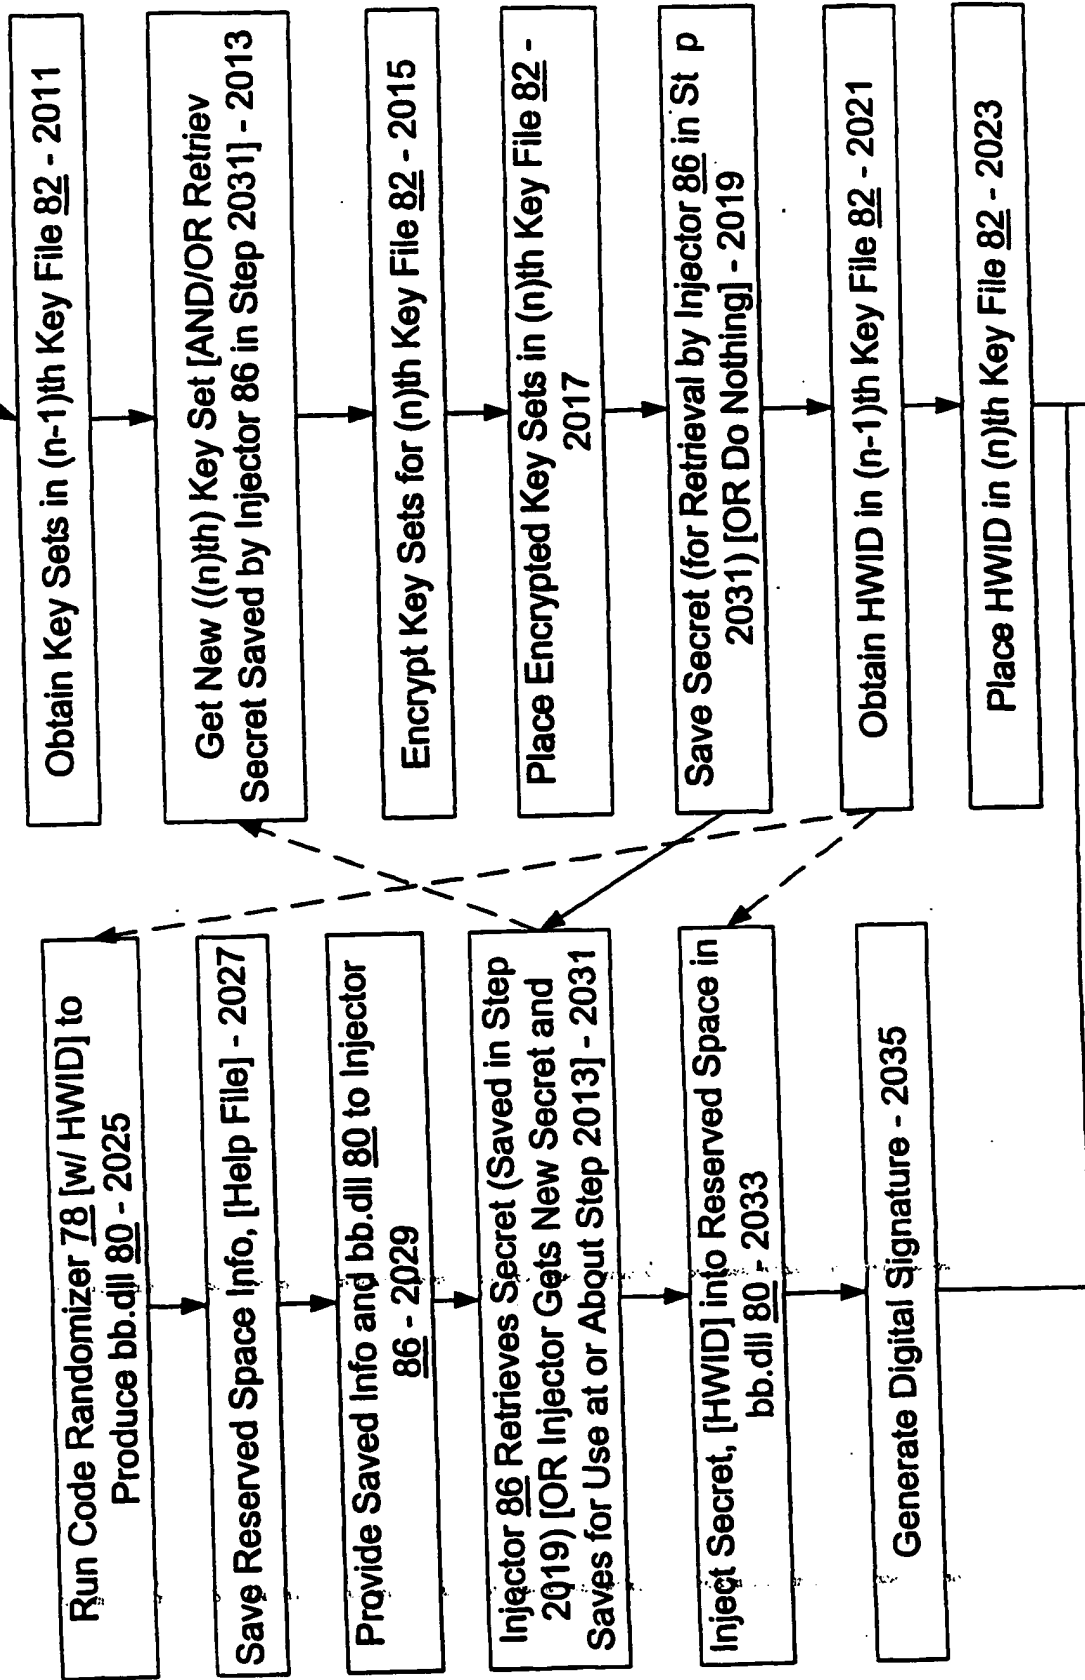 Obtain Key Sets in (n-1)th Key File 82 - 2011
Get New ((n)th) Key Set [AND/OR Retriev
Secret Saved by Injector 86 in Step 2031] - 2013
Encrypt Key Sets for (n)th Key File 82 - 2015
Place Encrypted Key Sets in (n)th Key File 82 -
2017
Save Secret (for Retrieval by Injector 86 in St p
2031) [OR Do Nothing] - 2019
Obtain HWID in (n-1)th Key File 82 - 2021
Place HWID in (n)th Key File 82 - 2023
Run Code Randomizer 78 [w/ HWID] to
Produce bb.dll 80 - 2025
Save Reserved Space Info, [Help File] - 2027
Provide Saved Info and bb.dll 80 to Injector
86 - 2029
Injector 86 Retrieves Secret (Saved in Step
2019) [OR Injector Gets New Secret and
Saves for Use at or About Step 2013] - 2031
Inject Secret, [HWID] into Reserved Space in
bb.dll 80 - 2033
Generate Digital Signature - 2035